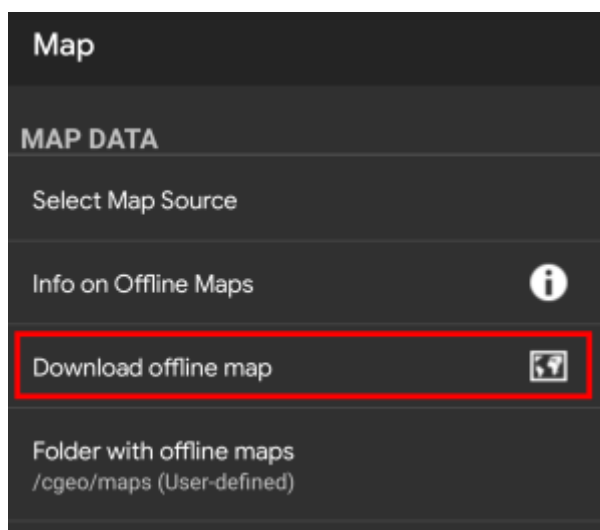 Map
MAP DATA
Select Map Source
Info on Offline Maps
Download offline map
Folder with offline maps
/cgeo/maps (User-defined)